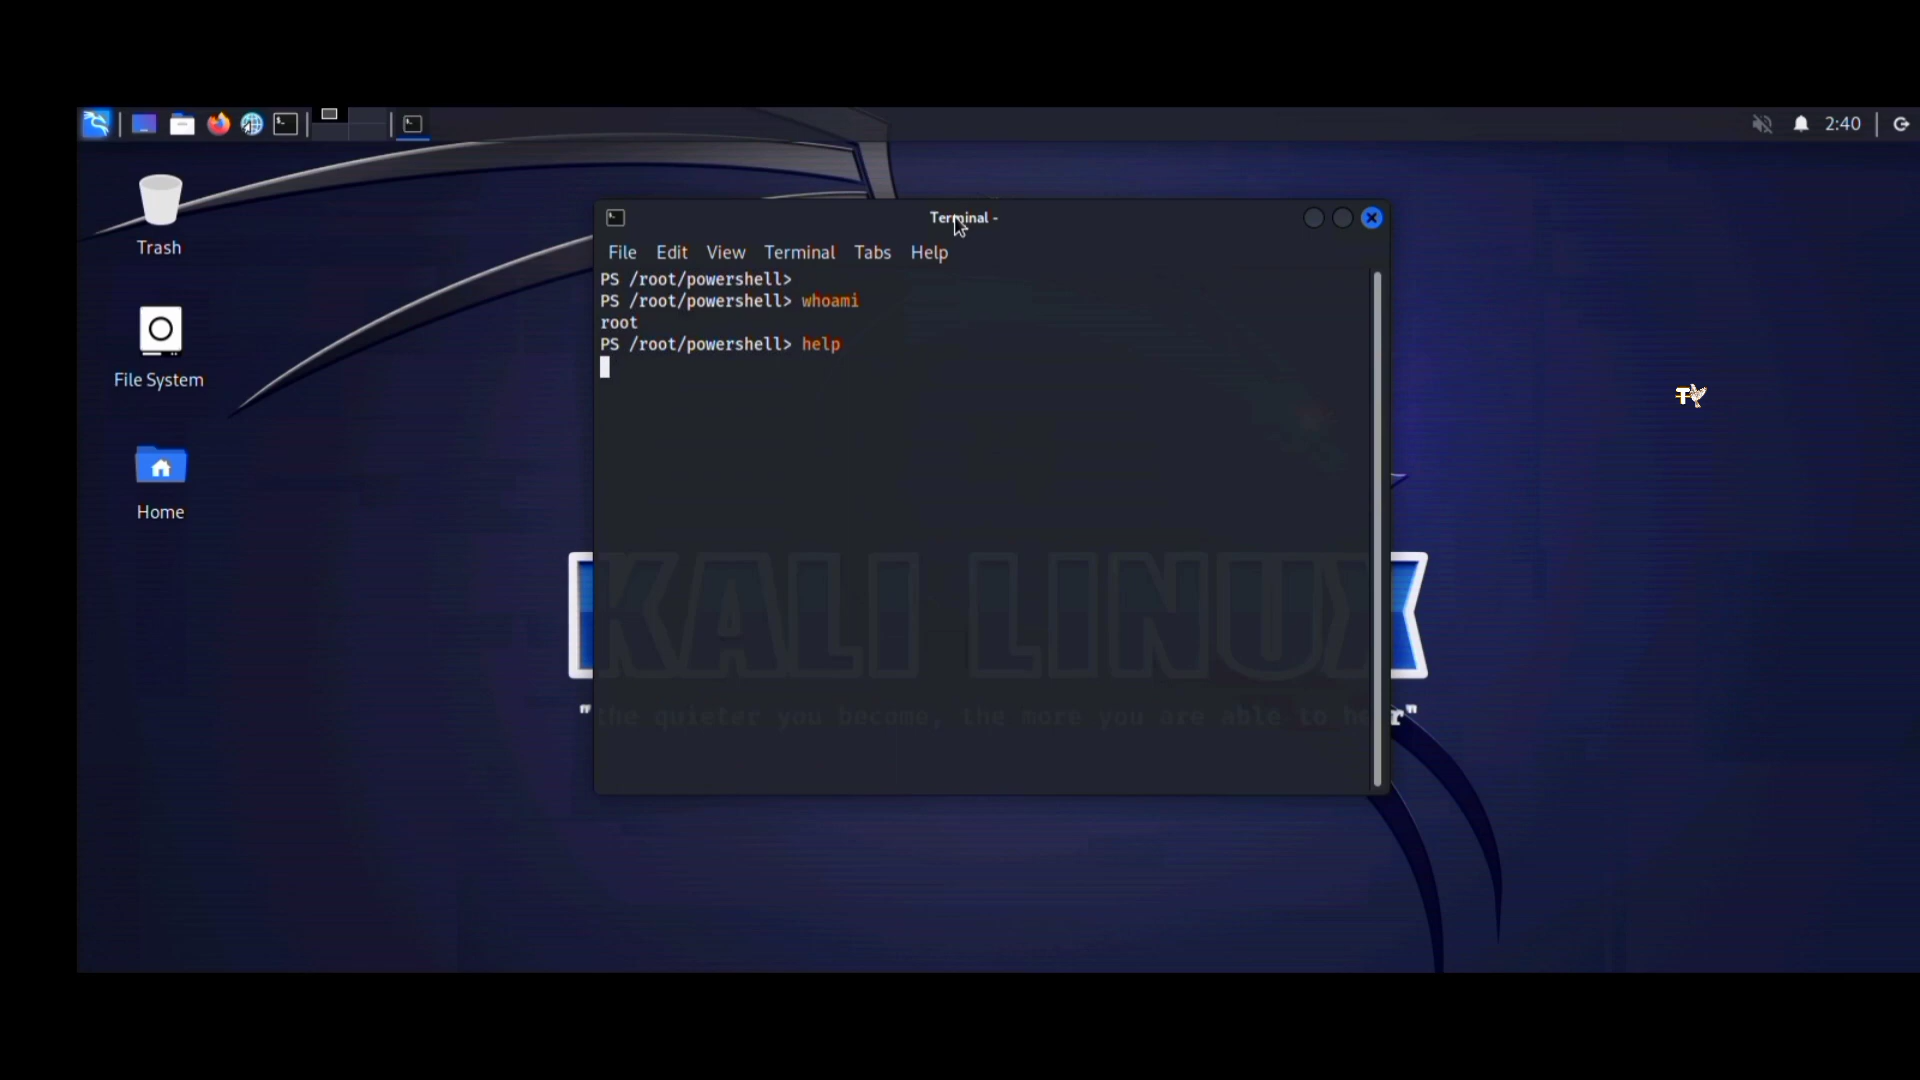 2:40
Trash
File System
Home
Terminal -
File Edit View Terminal Tabs Help
PS /root/powershell>
PS /root/powershell> whoami
root
PS /root/powershell> help
KALI LINUX
"the quieter you become, the more you are able to hear"